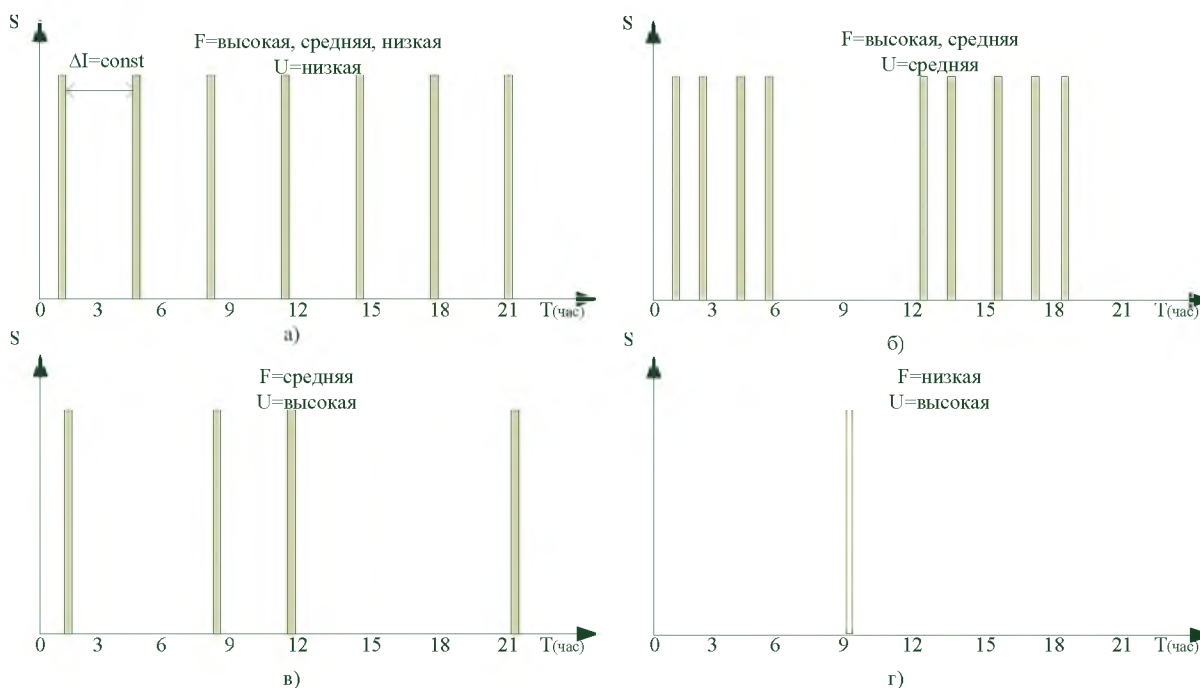 S
F=высокая, средняя, низкая
U=низкая
ΔI=const
0 3 6 9 12 15 18 21 T(час)
а)
S
F=высокая, средняя
U=средняя
0 3 6 9 12 15 18 21 T(час)
б)
S
F=средняя
U=высокая
0 3 6 9 12 15 18 21 T(час)
в)
S
F=низкая
U=высокая
0 3 6 9 12 15 18 21 T(час)
г)